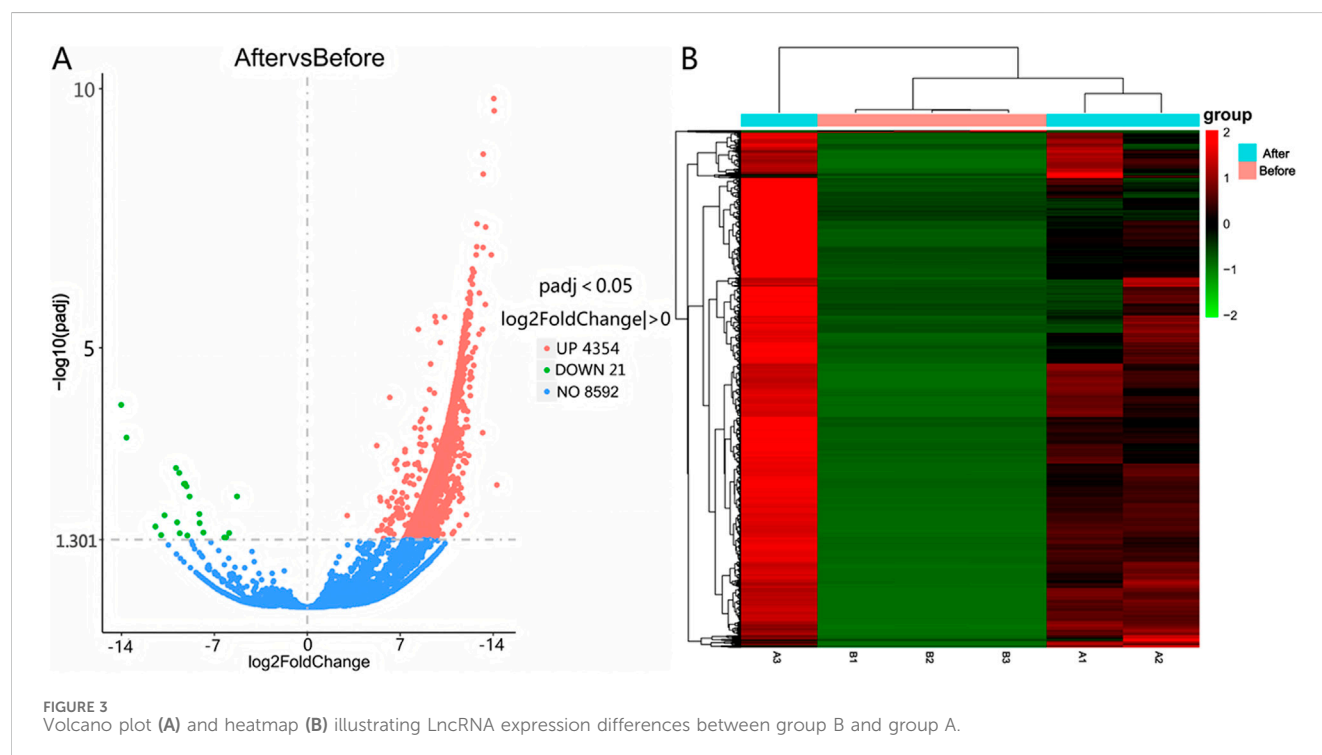 A
AftervsBefore
10
5
1.301
-log10(padj)
-14
-7
0
7
-14
log2FoldChange
padj < 0.05
log2FoldChange|>0
UP 4354
DOWN 21
NO 8592
B
group
2
1
0
−1
−2
After
Before
A3
B1
B2
B3
A1
A2
FIGURE 3
Volcano plot (A) and heatmap (B) illustrating LncRNA expression differences between group B and group A.